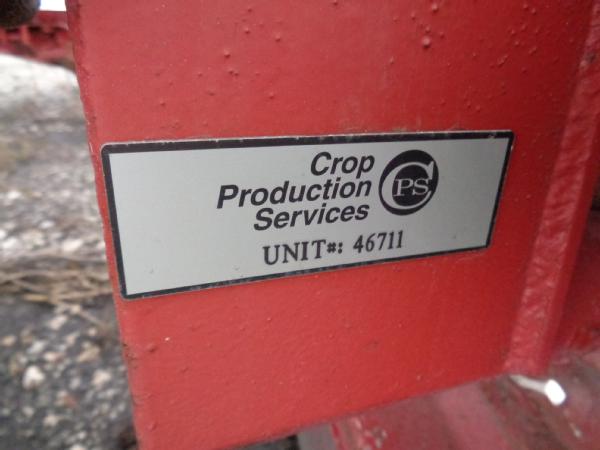 Crop
Production
Services
CPS
UNIT#: 46711